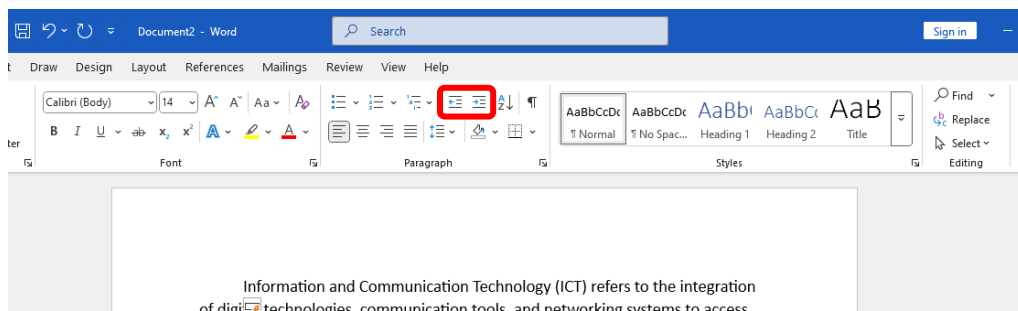 Document2 - Word Search Sign in
t Draw Design Layout References Mailings Review View Help
Calibri (Body) 14 A A Aa A AaBbCcDc AaBbCcDc AaBb( AaBbC( AaB Find
B I U ab x₂ x² A A ¶ Normal ¶ No Spac... Heading 1 Heading 2 Title Replace
ter Select
Font Paragraph Styles Editing
Information and Communication Technology (ICT) refers to the integration
of digi technologies, communication tools, and networking systems to access,